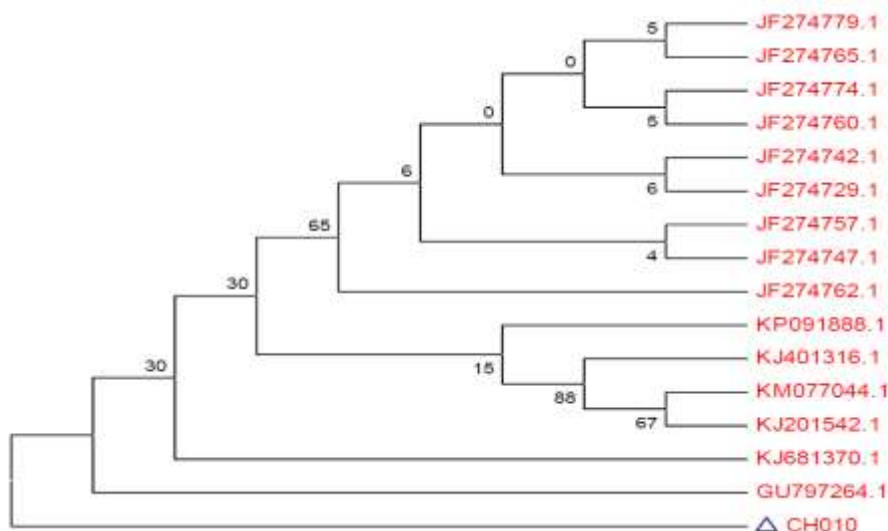 5
JF274779.1
JF274765.1
0
JF274774.1
5
JF274760.1
0
JF274742.1
6
JF274729.1
6
JF274757.1
4
JF274747.1
65
JF274762.1
30
KP091888.1
15
KJ401316.1
88
KM077044.1
67
KJ201542.1
30
KJ681370.1
GU797264.1
CH010